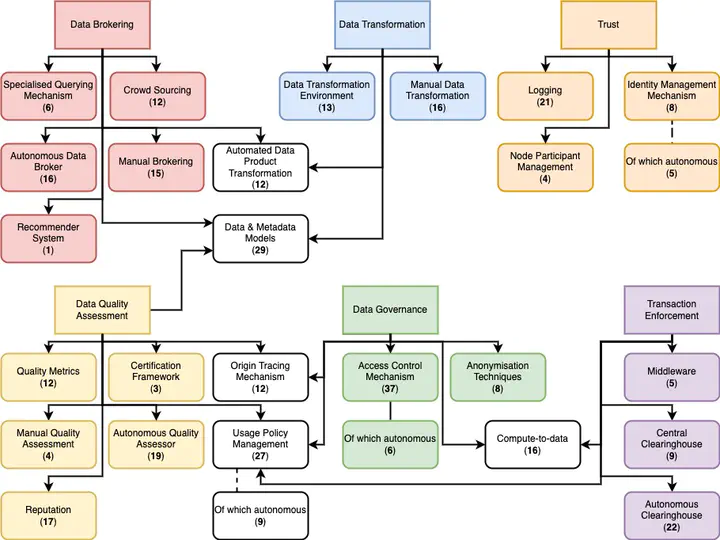 Data Brokering
Data Transformation
Trust
Specialised Querying
Mechanism
(6)
Crowd Sourcing
(12)
Data Transformation
Environment
(13)
Manual Data
Transformation
(16)
Logging
(21)
Identity Management
Mechanism
(8)
Autonomous Data
Broker
(16)
Manual Brokering
(15)
Automated Data
Product
Transformation
(12)
Node Participant
Management
(4)
Of which autonomous
(5)
Recommender
System
(1)
Data & Metadata
Models
(29)
Data Quality
Assessment
Data Governance
Transaction
Enforcement
Quality Metrics
(12)
Certification
Framework
(3)
Origin Tracing
Mechanism
(12)
Access Control
Mechanism
(37)
Anonymisation
Techniques
(8)
Middleware
(5)
Manual Quality
Assessment
(4)
Autonomous Quality
Assessor
(19)
Usage Policy
Management
(27)
Of which autonomous
(6)
Compute-to-data
(16)
Central
Clearinghouse
(9)
Reputation
(17)
Of which autonomous
(9)
Autonomous
Clearinghouse
(22)